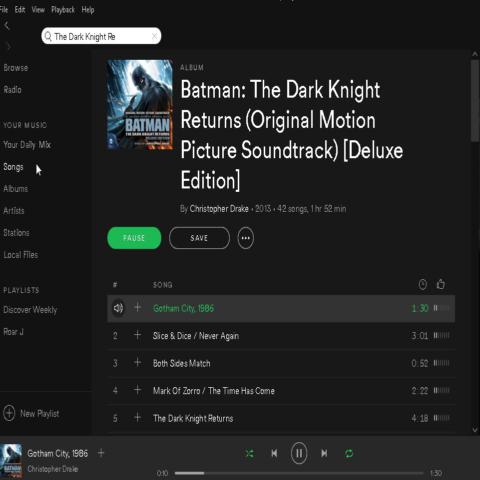 File Edit View Playback Help
The Dark Knight Re
Browse
Radio
YOUR MUSIC
Your Daily Mix
Songs
Albums
Artists
Stations
Local Files
PLAYLISTS
Discover Weekly
Roar J
New Playlist
BATMAN
ALBUM
Batman: The Dark Knight
Returns (Original Motion
Picture Soundtrack) [Deluxe
Edition]
By Christopher Drake • 2013 • 42 songs, 1 hr 52 min
PAUSE SAVE
# SONG
Gotham City, 1986 1:30
2 Slice & Dice / Never Again 3:01
3 Both Sides Match 0:52
4 Mark Of Zorro / The Time Has Come 2:22
5 The Dark Knight Returns 4:18
Gotham City, 1986
Christopher Drake
0:10 1:30